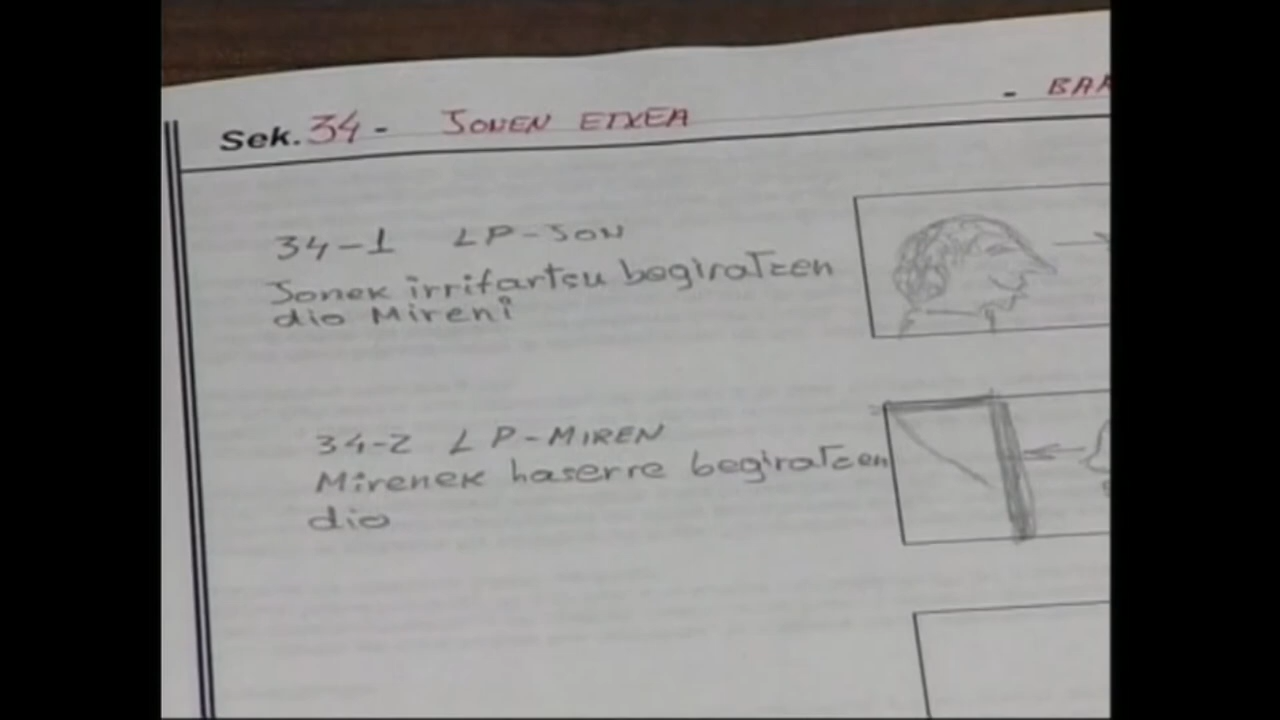 Sek. 34 - JONEN ETXEA - BAR
34-1 LP-JON
Jonek irrifartsu begiratzen
dio Mireni
34-2 LP-MIREN
Mirenek haserre begiratzen
dio